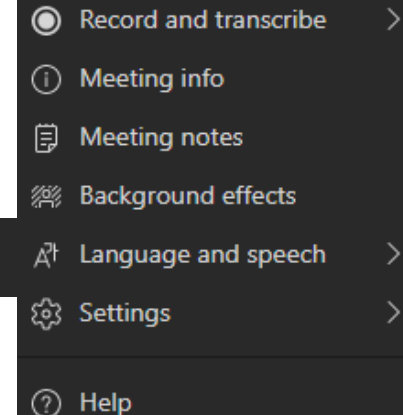 Record and transcribe
Meeting info
Meeting notes
Background effects
Language and speech
Settings
Help